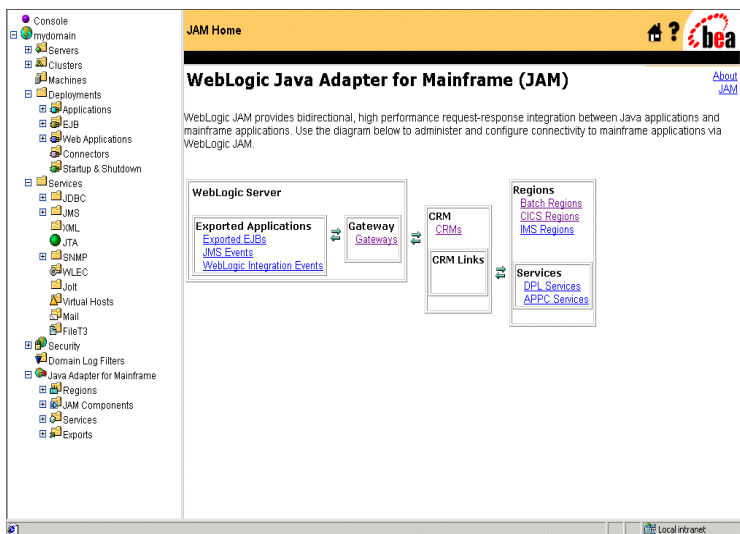 Console
mydomain
Servers
Clusters
Machines
Deployments
Applications
EJB
Web Applications
Connectors
Startup & Shutdown
Services
JDBC
JMS
XML
JTA
SNMP
WLEC
Jolt
Virtual Hosts
Mail
FileT3
Security
Domain Log Filters
Java Adapter for Mainframe
Regions
JAM Components
Services
Exports
JAM Home
?
bea
WebLogic Java Adapter for Mainframe (JAM)
About
JAM
WebLogic JAM provides bidirectional, high performance request-response integration between Java applications and
mainframe applications. Use the diagram below to administer and configure connectivity to mainframe applications via
WebLogic JAM.
WebLogic Server
Exported Applications
Exported EJBs
JMS Events
WebLogic Integration Events
Gateway
Gateways
CRM
CRMs
CRM Links
Regions
Batch Regions
CICS Regions
IMS Regions
Services
DPL Services
APPC Services
Local intranet